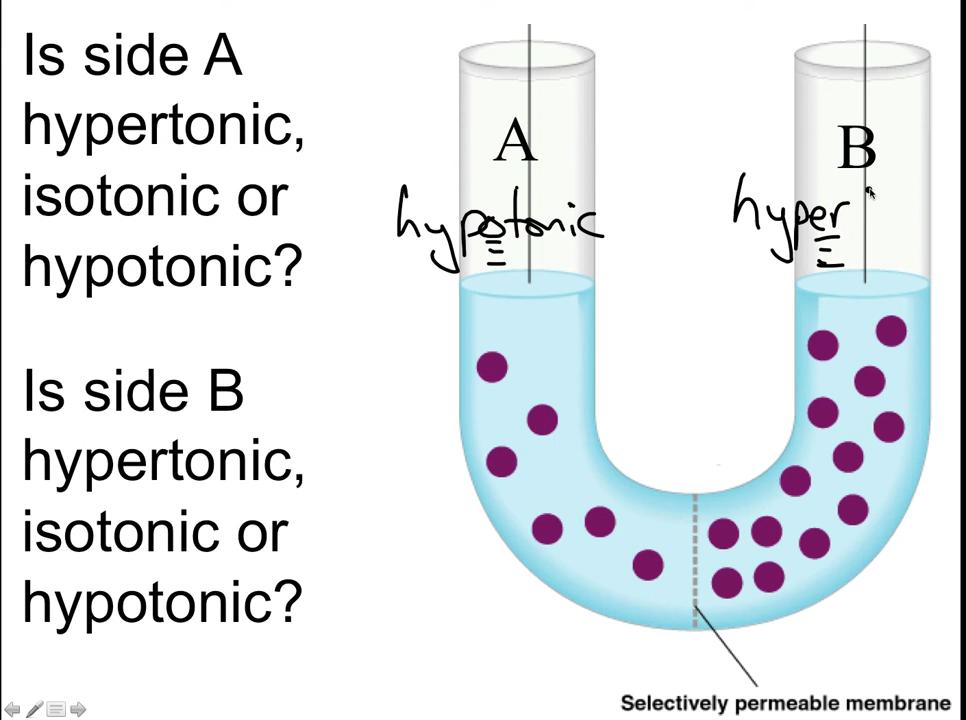 Is side A
hypertonic,
isotonic or
hypotonic?
Is side B
hypertonic,
isotonic or
hypotonic?
A
B
hypotonic
hyper
Selectively permeable membrane